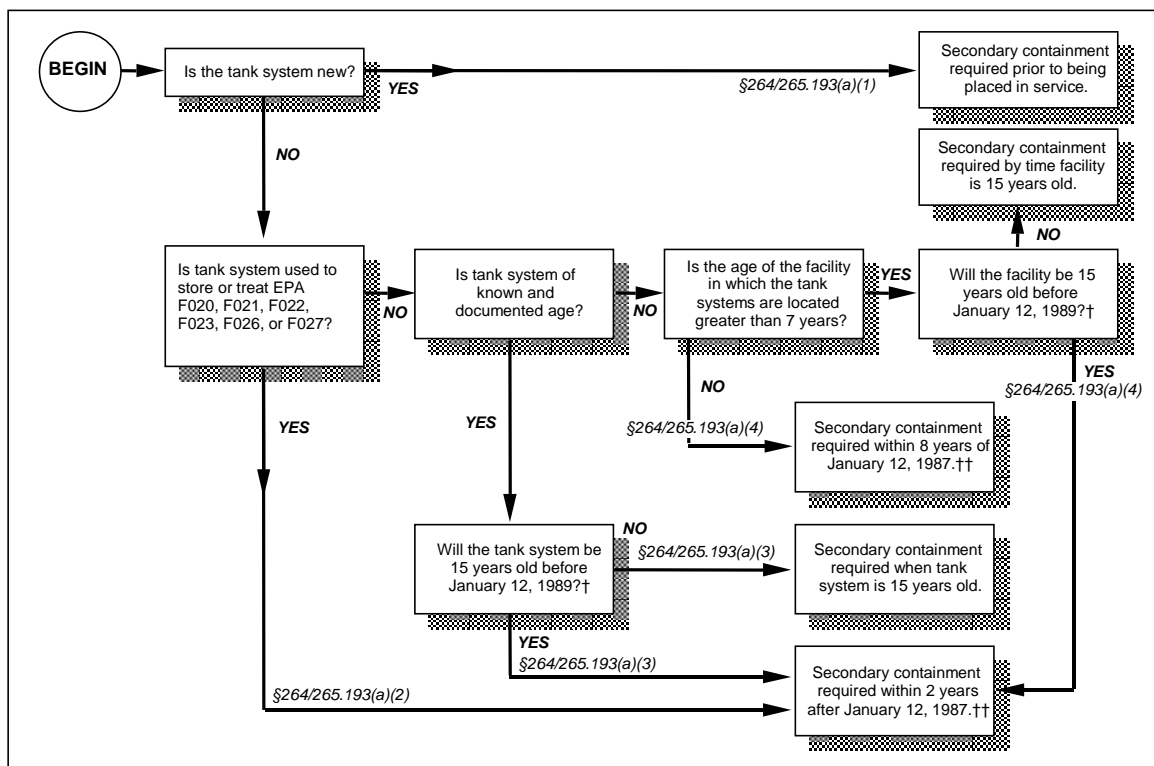 BEGIN
Is the tank system new?
YES
§264/265.193(a)(1)
Secondary containment
required prior to being
placed in service.
NO
Secondary containment
required by time facility
is 15 years old.
NO
Is tank system used to
store or treat EPA
F020, F021, F022,
F023, F026, or F027?
NO
Is tank system of
known and
documented age?
NO
Is the age of the facility
in which the tank
systems are located
greater than 7 years?
YES
Will the facility be 15
years old before
January 12, 1989?†
YES
§264/265.193(a)(4)
NO
§264/265.193(a)(4)
Secondary containment
required within 8 years of
January 12, 1987.††
YES
YES
Will the tank system be
15 years old before
January 12, 1989?†
NO
§264/265.193(a)(3)
Secondary containment
required when tank
system is 15 years old.
YES
§264/265.193(a)(3)
§264/265.193(a)(2)
Secondary containment
required within 2 years
after January 12, 1987.††